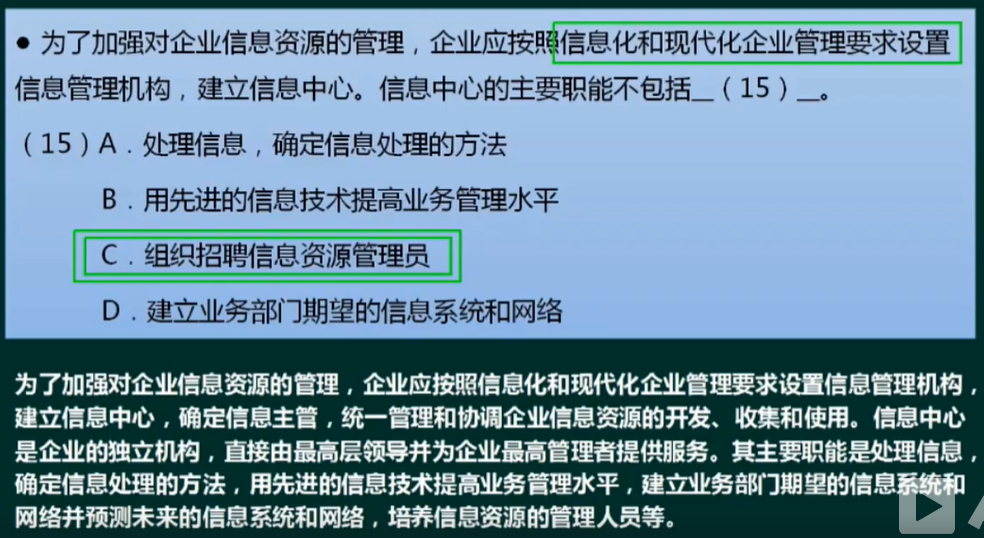 ● 为了加强对企业信息资源的管理，企业应按照信息化和现代化企业管理要求设置
信息管理机构，建立信息中心。信息中心的主要职能不包括__（15）__。
（15）A．处理信息，确定信息处理的方法
B．用先进的信息技术提高业务管理水平
C．组织招聘信息资源管理员
D．建立业务部门期望的信息系统和网络
为了加强对企业信息资源的管理，企业应按照信息化和现代化企业管理要求设置信息管理机构，
建立信息中心，确定信息主管，统一管理和协调企业信息资源的开发、收集和使用。信息中心
是企业的独立机构，直接由最高层领导并为企业最高管理者提供服务。其主要职能是处理信息，
确定信息处理的方法，用先进的信息技术提高业务管理水平，建立业务部门期望的信息系统和
网络并预测未来的信息系统和网络，培养信息资源的管理人员等。